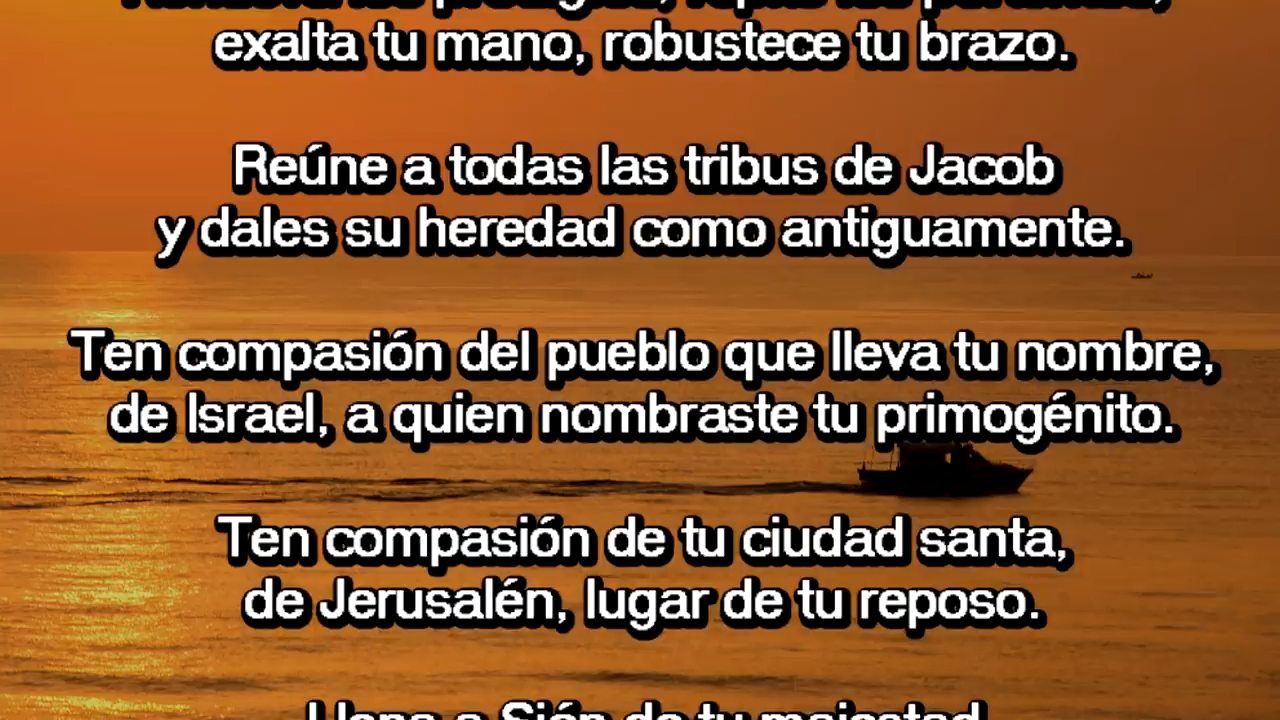 exalta tu mano, robustece tu brazo.
Reúne a todas las tribus de Jacob
y dales su heredad como antiguamente.
Ten compasión del pueblo que lleva tu nombre,
de Israel, a quien nombraste tu primogénito.
Ten compasión de tu ciudad santa,
de Jerusalén, lugar de tu reposo.
a Sión de tu majestad